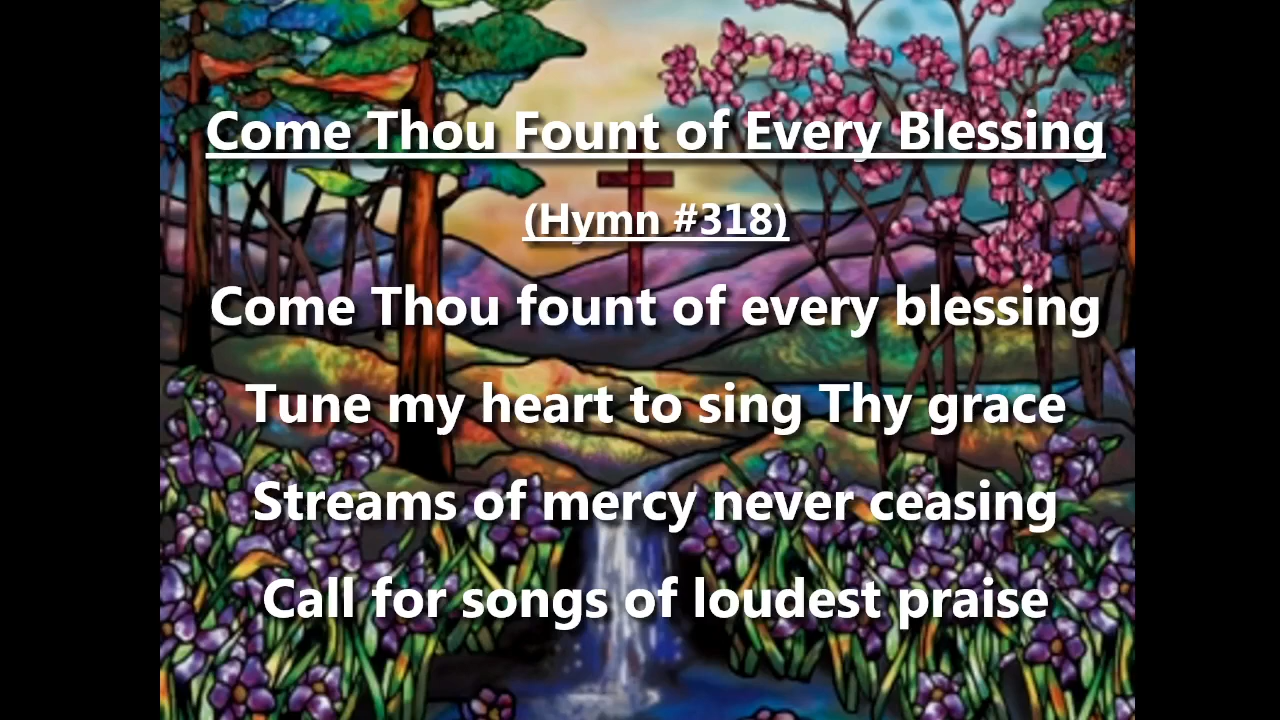 Come Thou Fount of Every Blessing
(Hymn #318)
Come Thou fount of every blessing
Tune my heart to sing Thy grace
Streams of mercy never ceasing
Call for songs of loudest praise